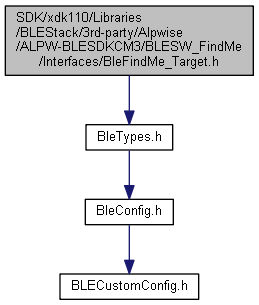 SDK/xdk110/Libraries
/BLEStack/3rd-party/Alpwise
/ALPW-BLESDKCM3/BLESW_FindMe
/Interfaces/BleFindMe_Target.h
BleTypes.h
BleConfig.h
BLECustomConfig.h